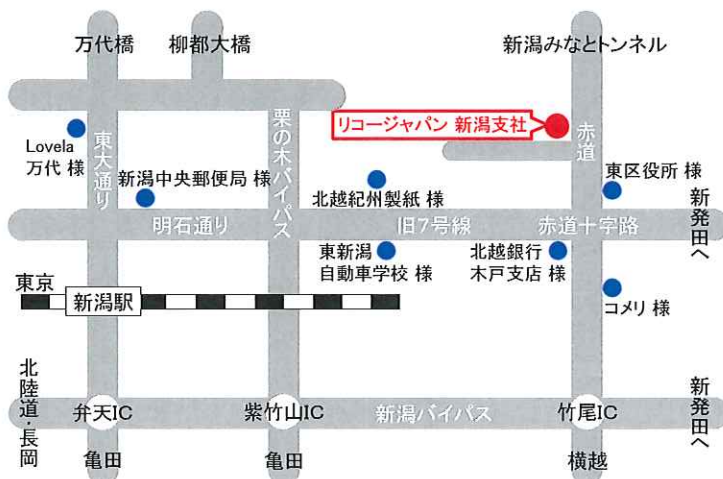 万代橋
柳都大橋
新潟みなとトンネル
リコージャパン 新潟支社
Lovela
万代 様
東大通り
栗の木バイパス
赤道
新潟中央郵便局 様
北越紀州製紙 様
東区役所 様
明石通り
旧7号線
赤道十字路
新発田へ
東新潟
自動車学校 様
北越銀行
木戸支店 様
東京
新潟駅
コメリ 様
北陸道・長岡
弁天IC
紫竹山IC
新潟バイパス
竹尾IC
新発田へ
亀田
亀田
横越